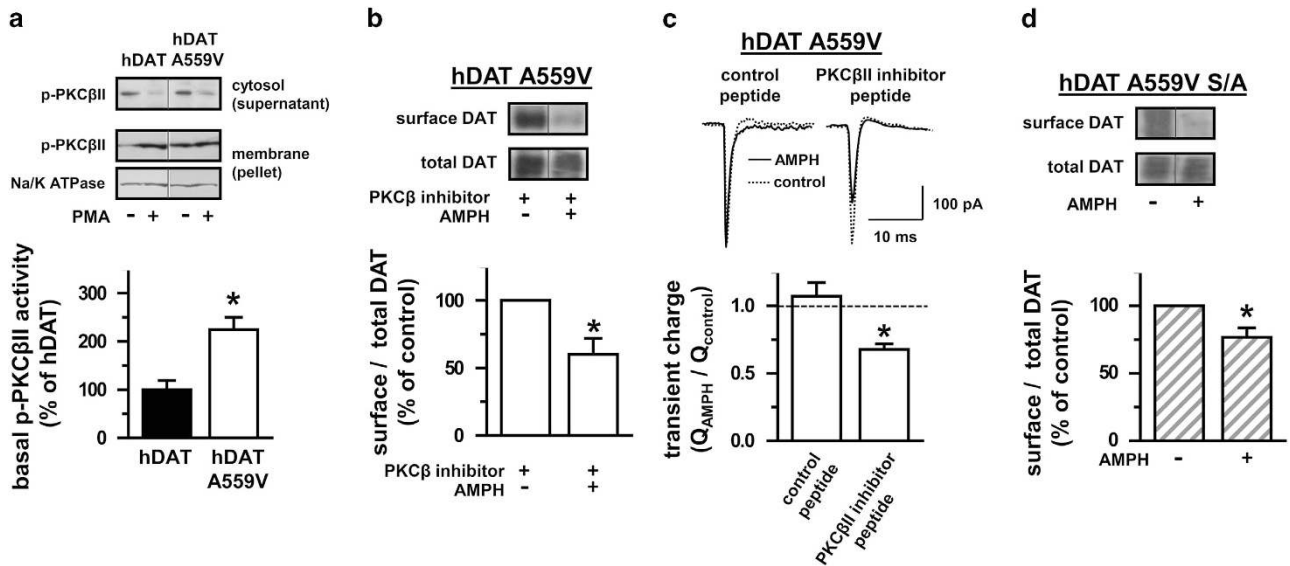 a
hDAT
hDAT
A559V
p-PKCβII
cytosol
(supernatant)
p-PKCβII
membrane
(pellet)
Na/K ATPase
PMA - + - +
basal p-PKCβII activity
(% of hDAT)
300
200
100
0
*
hDAT
hDAT
A559V
b
hDAT A559V
surface DAT
total DAT
PKCβ inhibitor + +
AMPH - +
surface / total DAT
(% of control)
100
50
0
*
PKCβ inhibitor + +
AMPH - +
c
hDAT A559V
control
peptide
PKCβII inhibitor
peptide
AMPH
control
100 pA
10 ms
transient charge
(QAMPH / Qcontrol)
1.0
0.5
0.0
*
control
peptide
PKCβII inhibitor
peptide
d
hDAT A559V S/A
surface DAT
total DAT
AMPH - +
surface / total DAT
(% of control)
100
50
0
*
AMPH - +